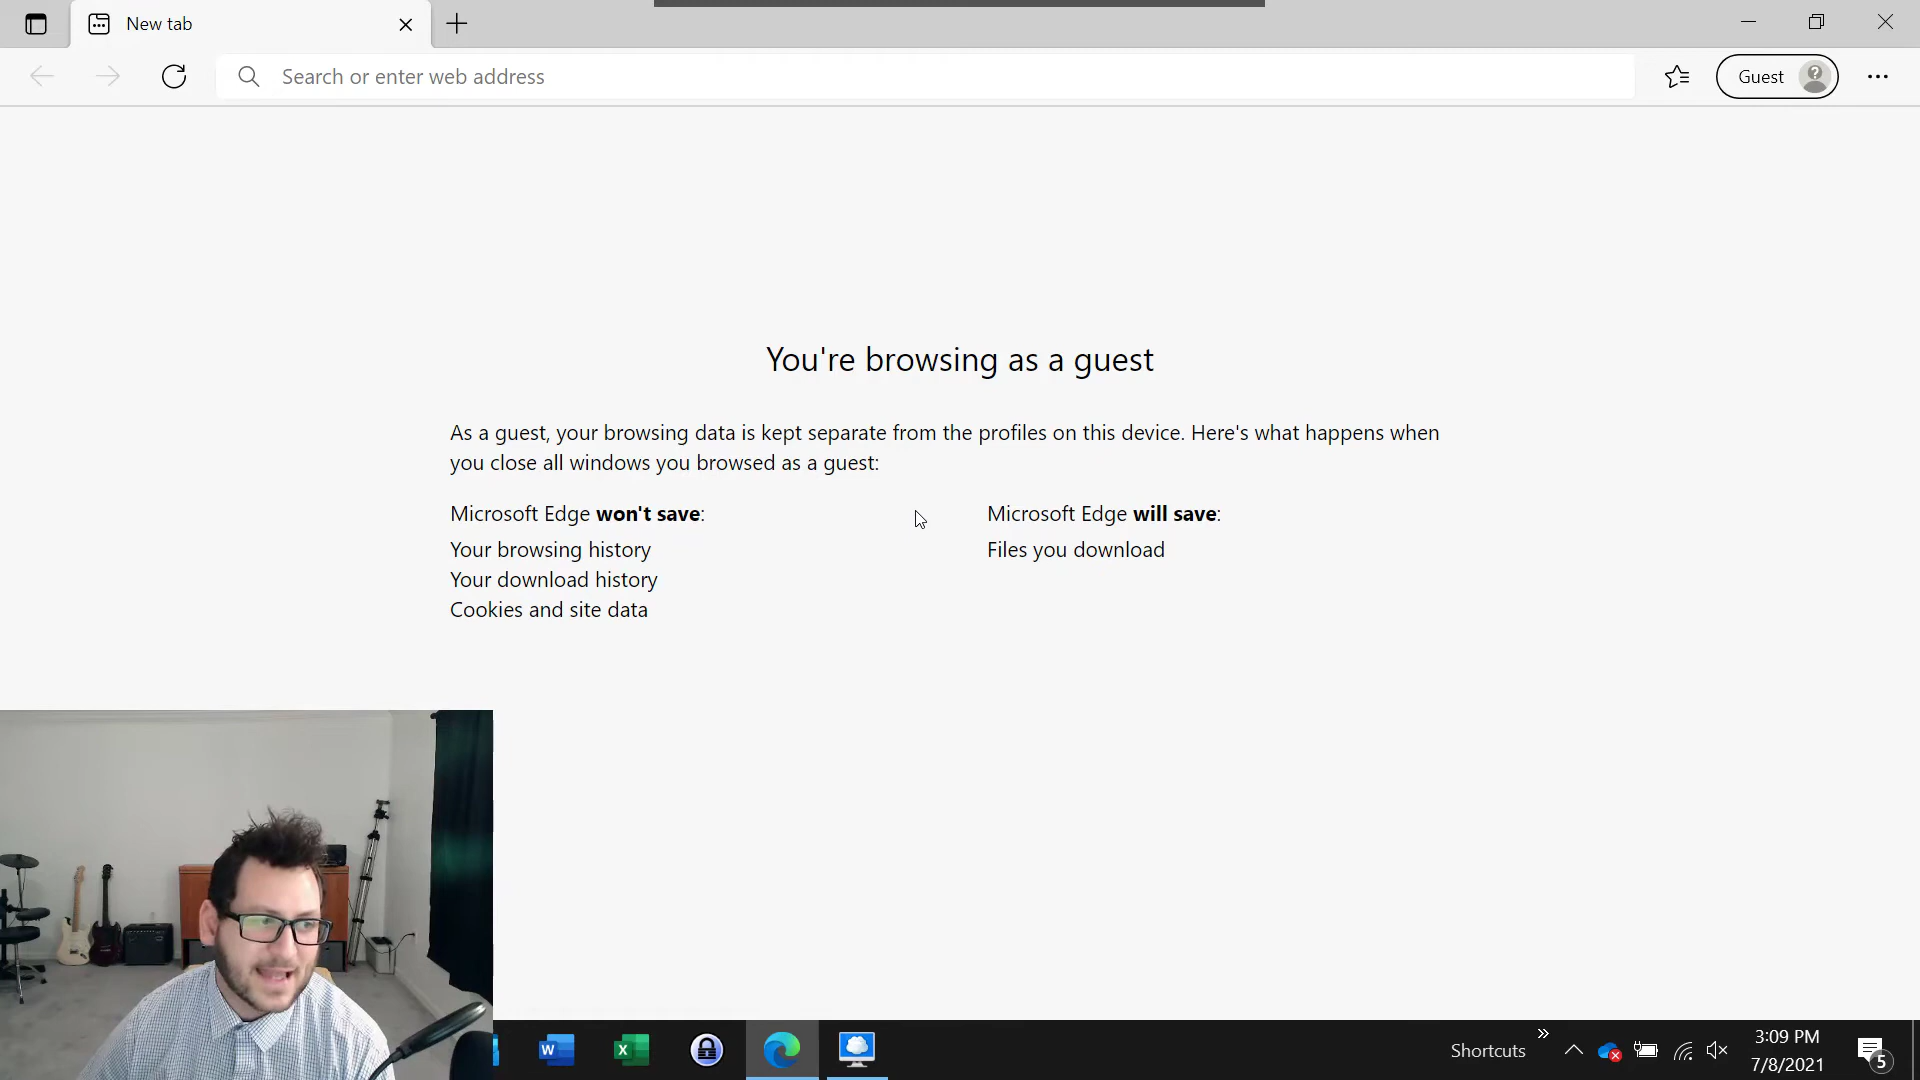 New tab
Search or enter web address
Guest
You're browsing as a guest
As a guest, your browsing data is kept separate from the profiles on this device. Here's what happens when
you close all windows you browsed as a guest:
Microsoft Edge won't save:
Your browsing history
Your download history
Cookies and site data
Microsoft Edge will save:
Files you download
Shortcuts
3:09 PM
7/8/2021
5